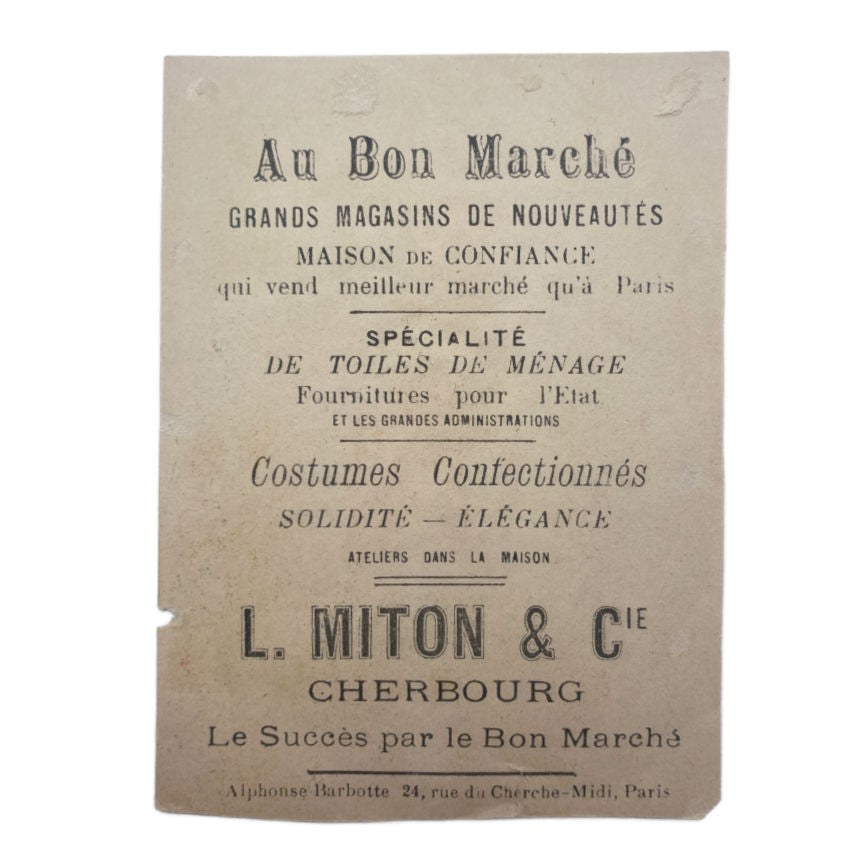 Au Bon Marché
GRANDS MAGASINS DE NOUVEAUTÉS
MAISON DE CONFIANCE
qui vend meilleur marché qu'à Paris
SPÉCIALITÉ
DE TOILES DE MÉNAGE
Fournitures pour l'Etat
ET LES GRANDES ADMINISTRATIONS
Costumes Confectionnés
SOLIDITÉ — ÉLÉGANCE
ATELIERS DANS LA MAISON
L. MITON & CIE
CHERBOURG
Le Succès par le Bon Marché
Alphonse Barbotte 24, rue du Cherche-Midi, Paris